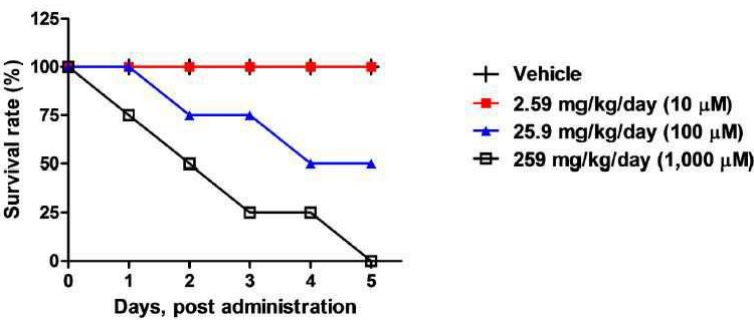 125
100
75
50
25
0
Survival rate (%)
0 1 2 3 4 5
Days, post administration
Vehicle
2.59 mg/kg/day (10 μM)
25.9 mg/kg/day (100 μM)
259 mg/kg/day (1,000 μM)